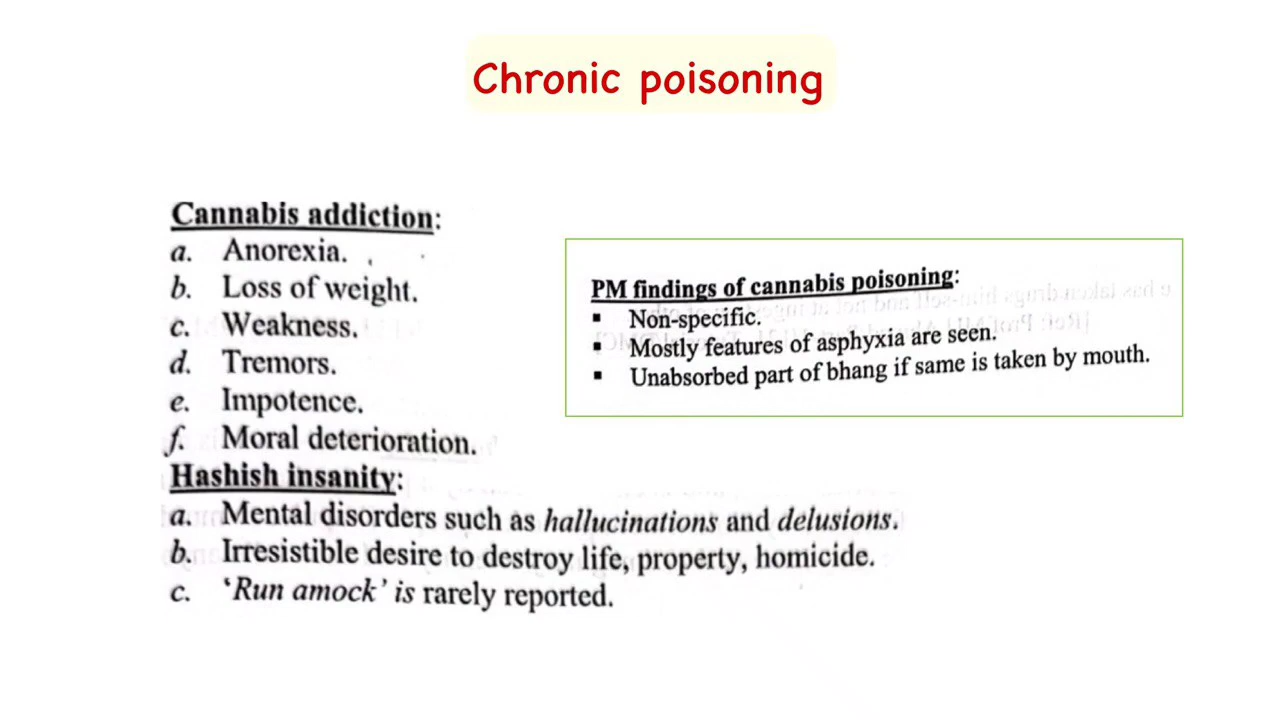 Chronic poisoning
Cannabis addiction:
a. Anorexia.
b. Loss of weight.
c. Weakness.
d. Tremors.
e. Impotence.
f. Moral deterioration.
Hashish insanity:
a. Mental disorders such as hallucinations and delusions.
b. Irresistible desire to destroy life, property, homicide.
c. ‘Run amock’ is rarely reported.
PM findings of cannabis poisoning:
▪ Non-specific.
▪ Mostly features of asphyxia are seen.
▪ Unabsorbed part of bhang if same is taken by mouth.